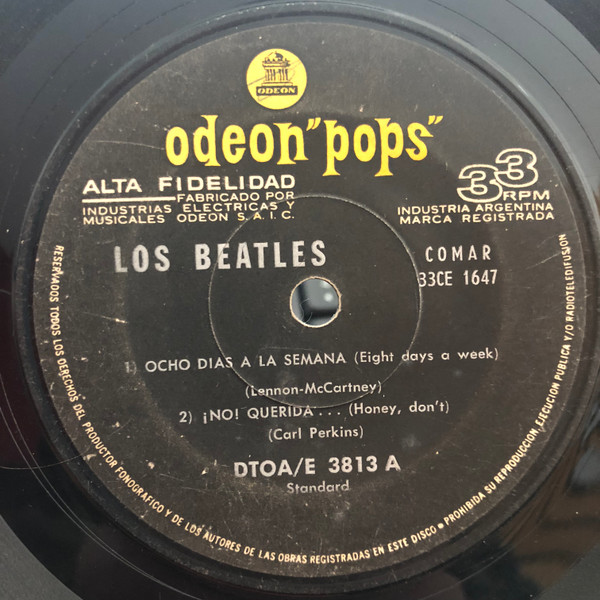 ODEON
odeon "pops"
ALTA FIDELIDAD
FABRICADO POR
INDUSTRIAS ELECTRICAS Y
MUSICALES ODEON S.A.I.C.
33
RPM
INDUSTRIA ARGENTINA
MARCA REGISTRADA
LOS BEATLES
COMAR
33CE 1647
1) OCHO DIAS A LA SEMANA (Eight days a week)
(Lennon-McCartney)
2) ¡NO! QUERIDA... (Honey, don't)
(Carl Perkins)
DTOA/E 3813 A
Standard
RESERVADOS TODOS LOS DERECHOS DEL PRODUCTOR FONOGRAFICO Y DE LOS AUTORES DE LAS OBRAS REGISTRADAS EN ESTE DISCO ● PROHIBIDA SU REPRODUCCION, EJECUCION PUBLICA Y/O RADIOTELEDIFUSION